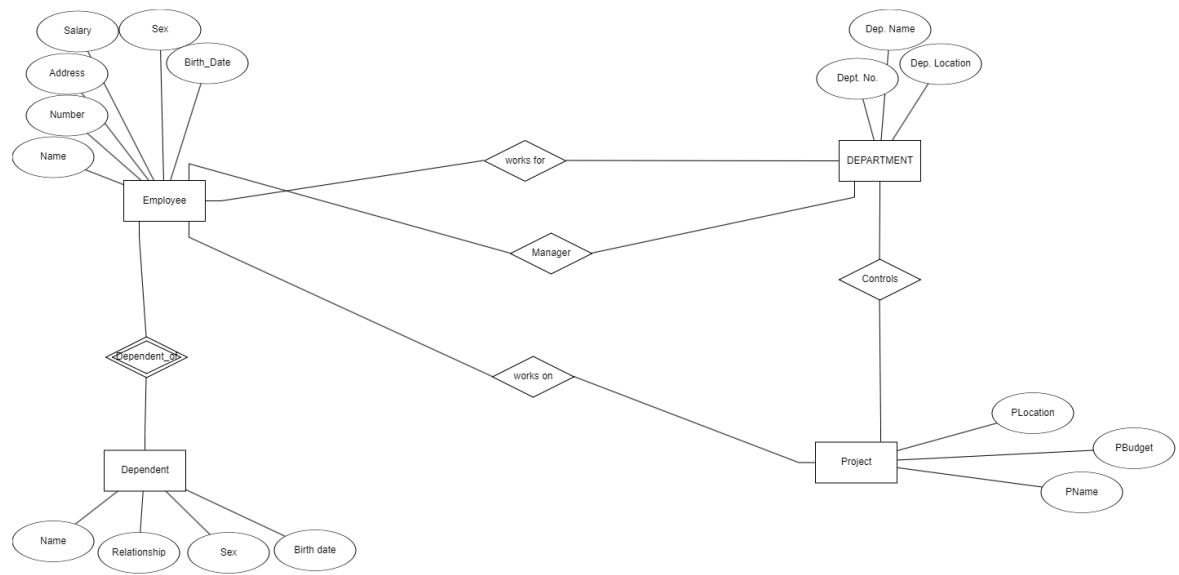 Salary
Sex
Dep. Name
Birth_Date
Dep. Location
Address
Dept. No.
Number
Name
works for
DEPARTMENT
Employee
Manager
Controls
Dependent_of
works on
PLocation
PBudget
Project
Dependent
PName
Name
Relationship
Sex
Birth date